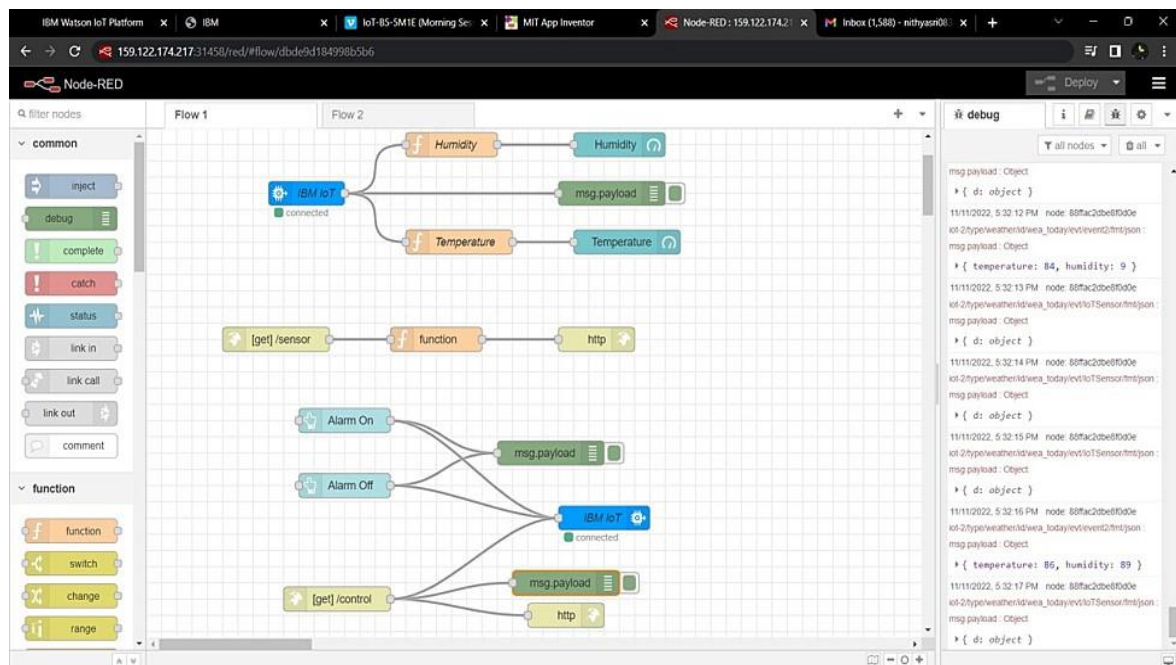 IBM Watson IoT Platform
IBM
IoT-B5-5M1E (Morning Ses
MIT App Inventor
Node-RED : 159.122.174.21
Inbox (1,588) - nithyasri083
159.122.174.217:31458/red/#flow/dbde9d184998b5b6
Node-RED
Deploy
filter nodes
Flow 1
Flow 2
debug
i
all nodes
all
common
inject
debug
complete
catch
status
link in
link call
link out
comment
function
function
switch
change
range
Humidity
Humidity
IBM IoT
connected
msg.payload
Temperature
Temperature
[get] /sensor
function
http
Alarm On
msg.payload
Alarm Off
IBM IoT
connected
msg.payload
[get] /control
http
msg.payload : Object
{ d: object }
11/11/2022, 5:32:12 PM node: 88ffac2dbe8f0d0e
iot-2/type/weather/id/wea_today/evt/event2/fmt/json :
msg.payload : Object
{ temperature: 84, humidity: 9 }
11/11/2022, 5:32:13 PM node: 88ffac2dbe8f0d0e
iot-2/type/weather/id/wea_today/evt/IoTSensor/fmt/json :
msg.payload : Object
{ d: object }
11/11/2022, 5:32:14 PM node: 88ffac2dbe8f0d0e
iot-2/type/weather/id/wea_today/evt/IoTSensor/fmt/json :
msg.payload : Object
{ d: object }
11/11/2022, 5:32:15 PM node: 88ffac2dbe8f0d0e
iot-2/type/weather/id/wea_today/evt/IoTSensor/fmt/json :
msg.payload : Object
{ d: object }
11/11/2022, 5:32:16 PM node: 88ffac2dbe8f0d0e
iot-2/type/weather/id/wea_today/evt/event2/fmt/json :
msg.payload : Object
{ temperature: 86, humidity: 89 }
11/11/2022, 5:32:17 PM node: 88ffac2dbe8f0d0e
iot-2/type/weather/id/wea_today/evt/IoTSensor/fmt/json :
msg.payload : Object
{ d: object }